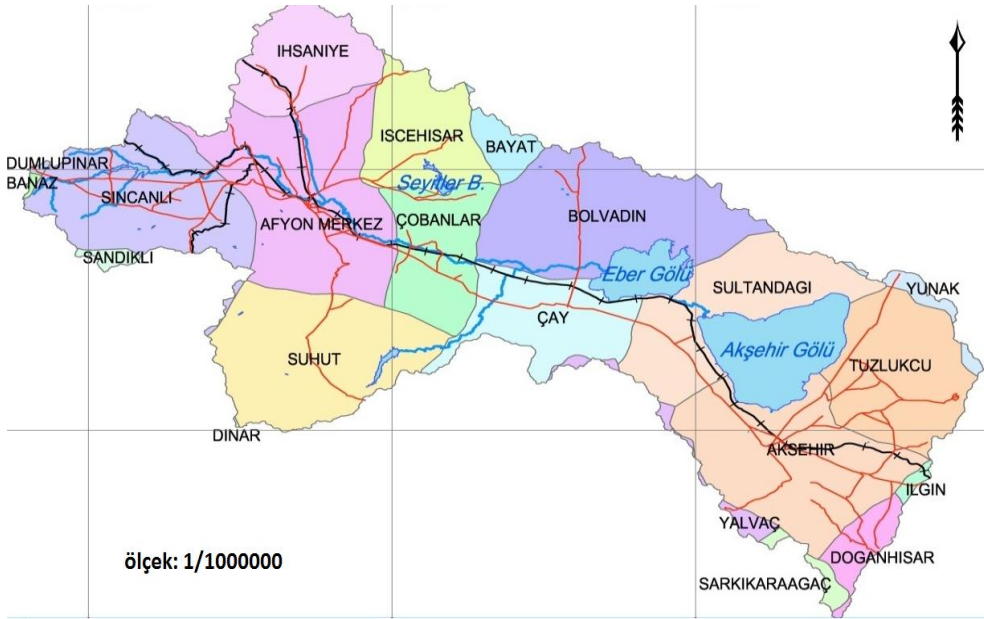 IHSANIYE
ISCEHISAR
BAYAT
DUMLUPINAR
BANAZ
Seyitler B.
SINCANLI
AFYON MERKEZ
ÇOBANLAR
BOLVADIN
SANDIKLI
Eber Gölü
SULTANDAGI
YUNAK
ÇAY
Akşehir Gölü
SUHUT
TUZLUKCU
DINAR
AKSEHIR
ILGIN
YALVAÇ
ölçek: 1/1000000
DOGANHISAR
SARKIKARAAGAÇ